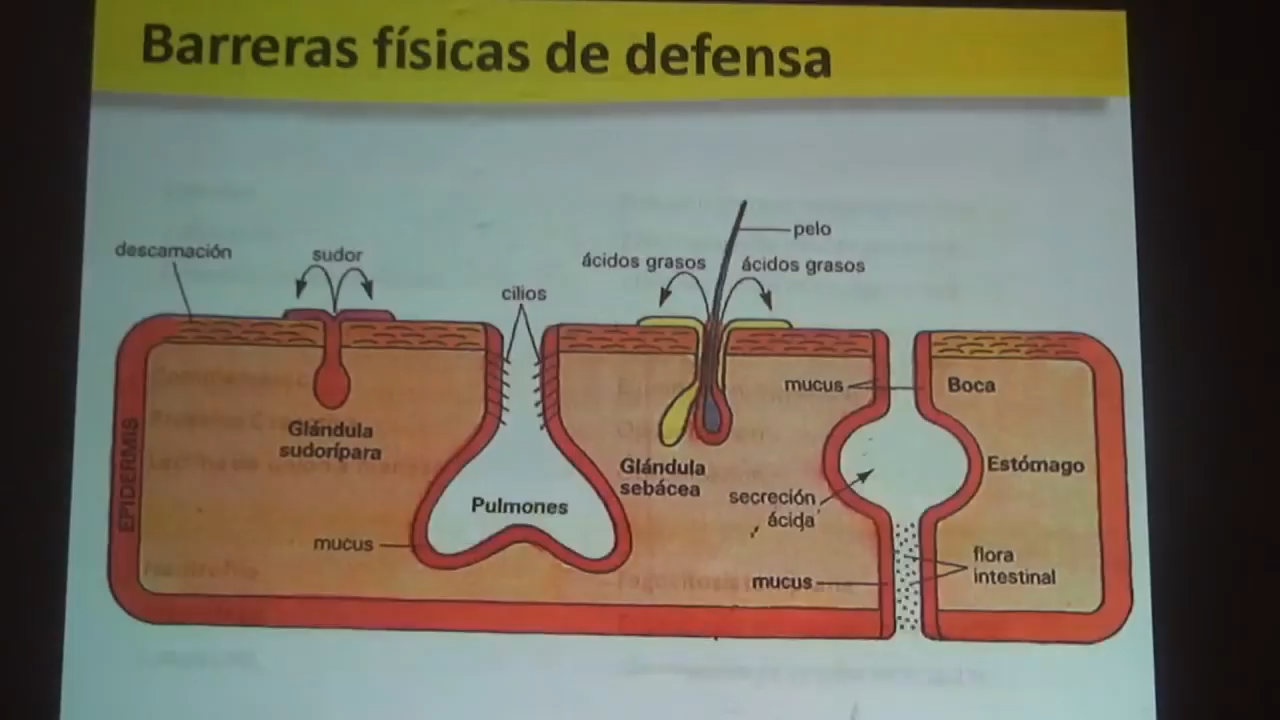 Barreras físicas de defensa
descamación
sudor
cilios
ácidos grasos
pelo
ácidos grasos
EPIDERMIS
Glándula
sudorípara
Pulmones
mucus
Glándula
sebácea
mucus
Boca
Estómago
secreción
ácida
mucus
flora
intestinal